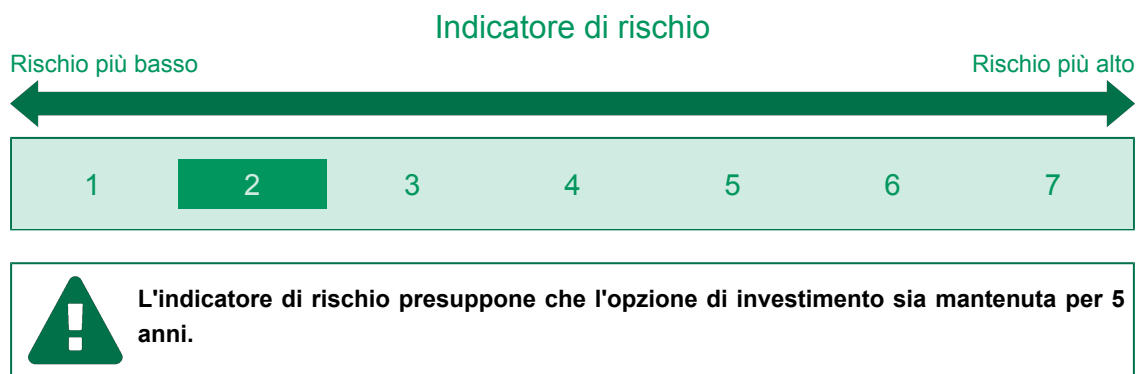 Indicatore di rischio
Rischio più basso Rischio più alto
1 2 3 4 5 6 7
L'indicatore di rischio presuppone che l'opzione di investimento sia mantenuta per 5
anni.